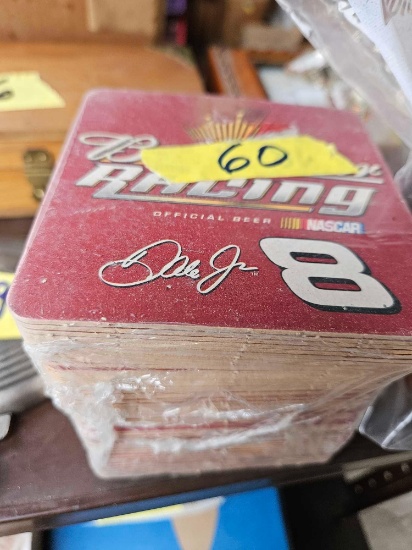 60
RACING
OFFICIAL BEER NASCAR
Dale Jr.
8